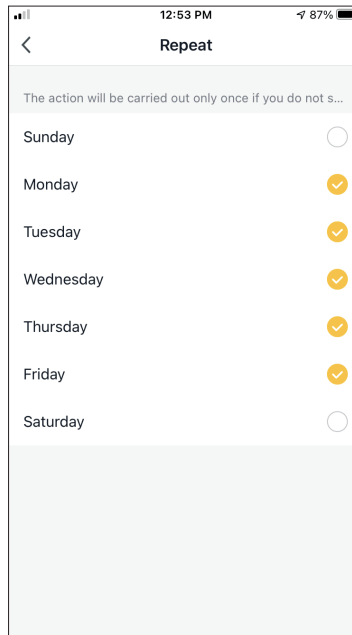 12:53 PM
87%
Repeat
The action will be carried out only once if you do not s...
Sunday
Monday
Tuesday
Wednesday
Thursday
Friday
Saturday